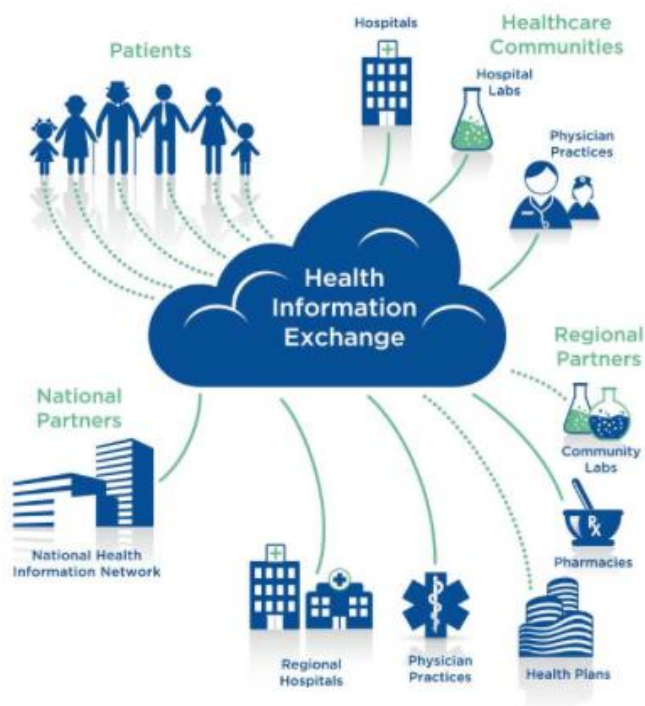 Patients
Hospitals
Healthcare
Communities
Hospital
Labs
Physician
Practices
Health
Information
Exchange
Regional
Partners
Community
Labs
Rx
Pharmacies
National
Partners
National Health
Information Network
Regional
Hospitals
Physician
Practices
Health Plans